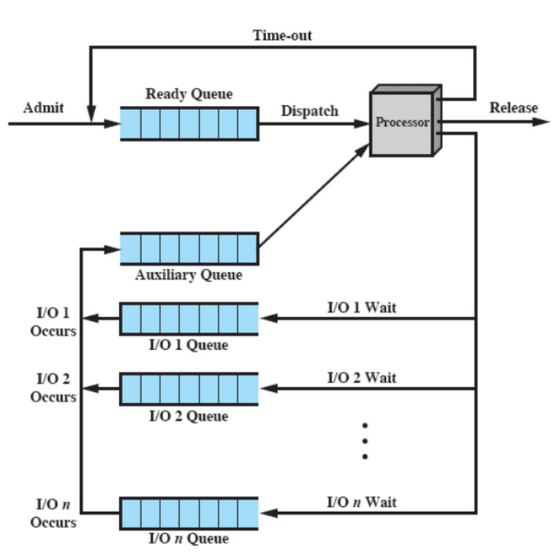 Time-out
Ready Queue
Admit
Dispatch
Processor
Release
Auxiliary Queue
I/O 1
Occurs
I/O 1 Wait
I/O 1 Queue
I/O 2
Occurs
I/O 2 Wait
I/O 2 Queue
I/O n
Occurs
I/O n Wait
I/O n Queue